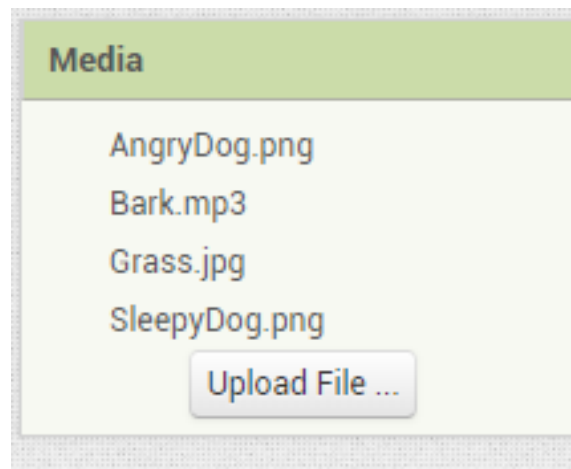 Media
AngryDog.png
Bark.mp3
Grass.jpg
SleepyDog.png
Upload File ...